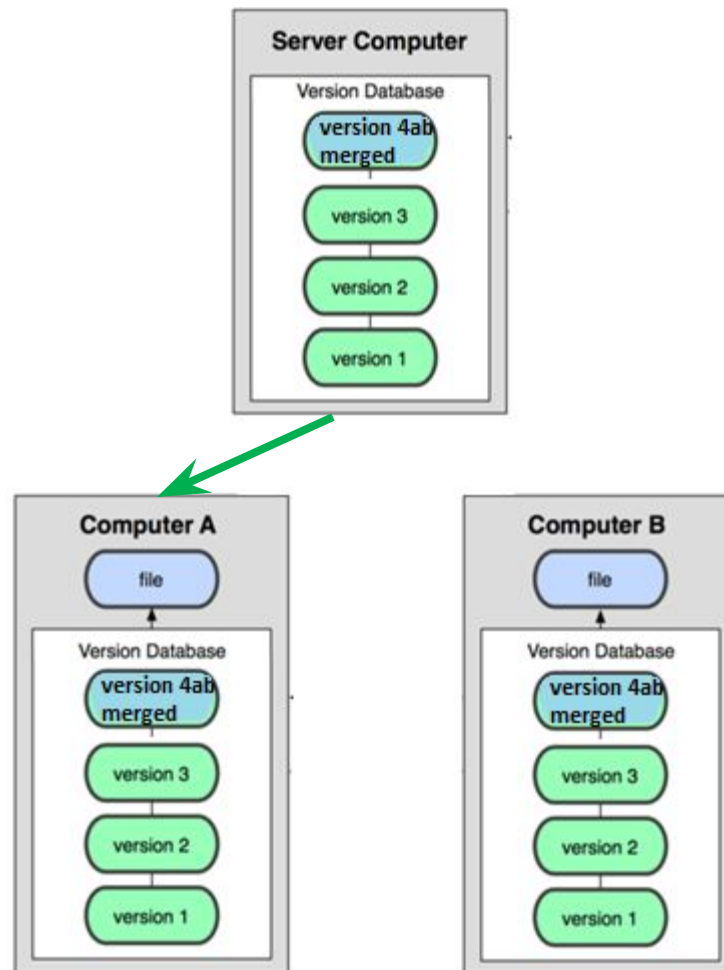 Server Computer
Version Database
version 4ab
merged
version 3
version 2
version 1
Computer A
file
Version Database
version 4ab
merged
version 3
version 2
version 1
Computer B
file
Version Database
version 4ab
merged
version 3
version 2
version 1